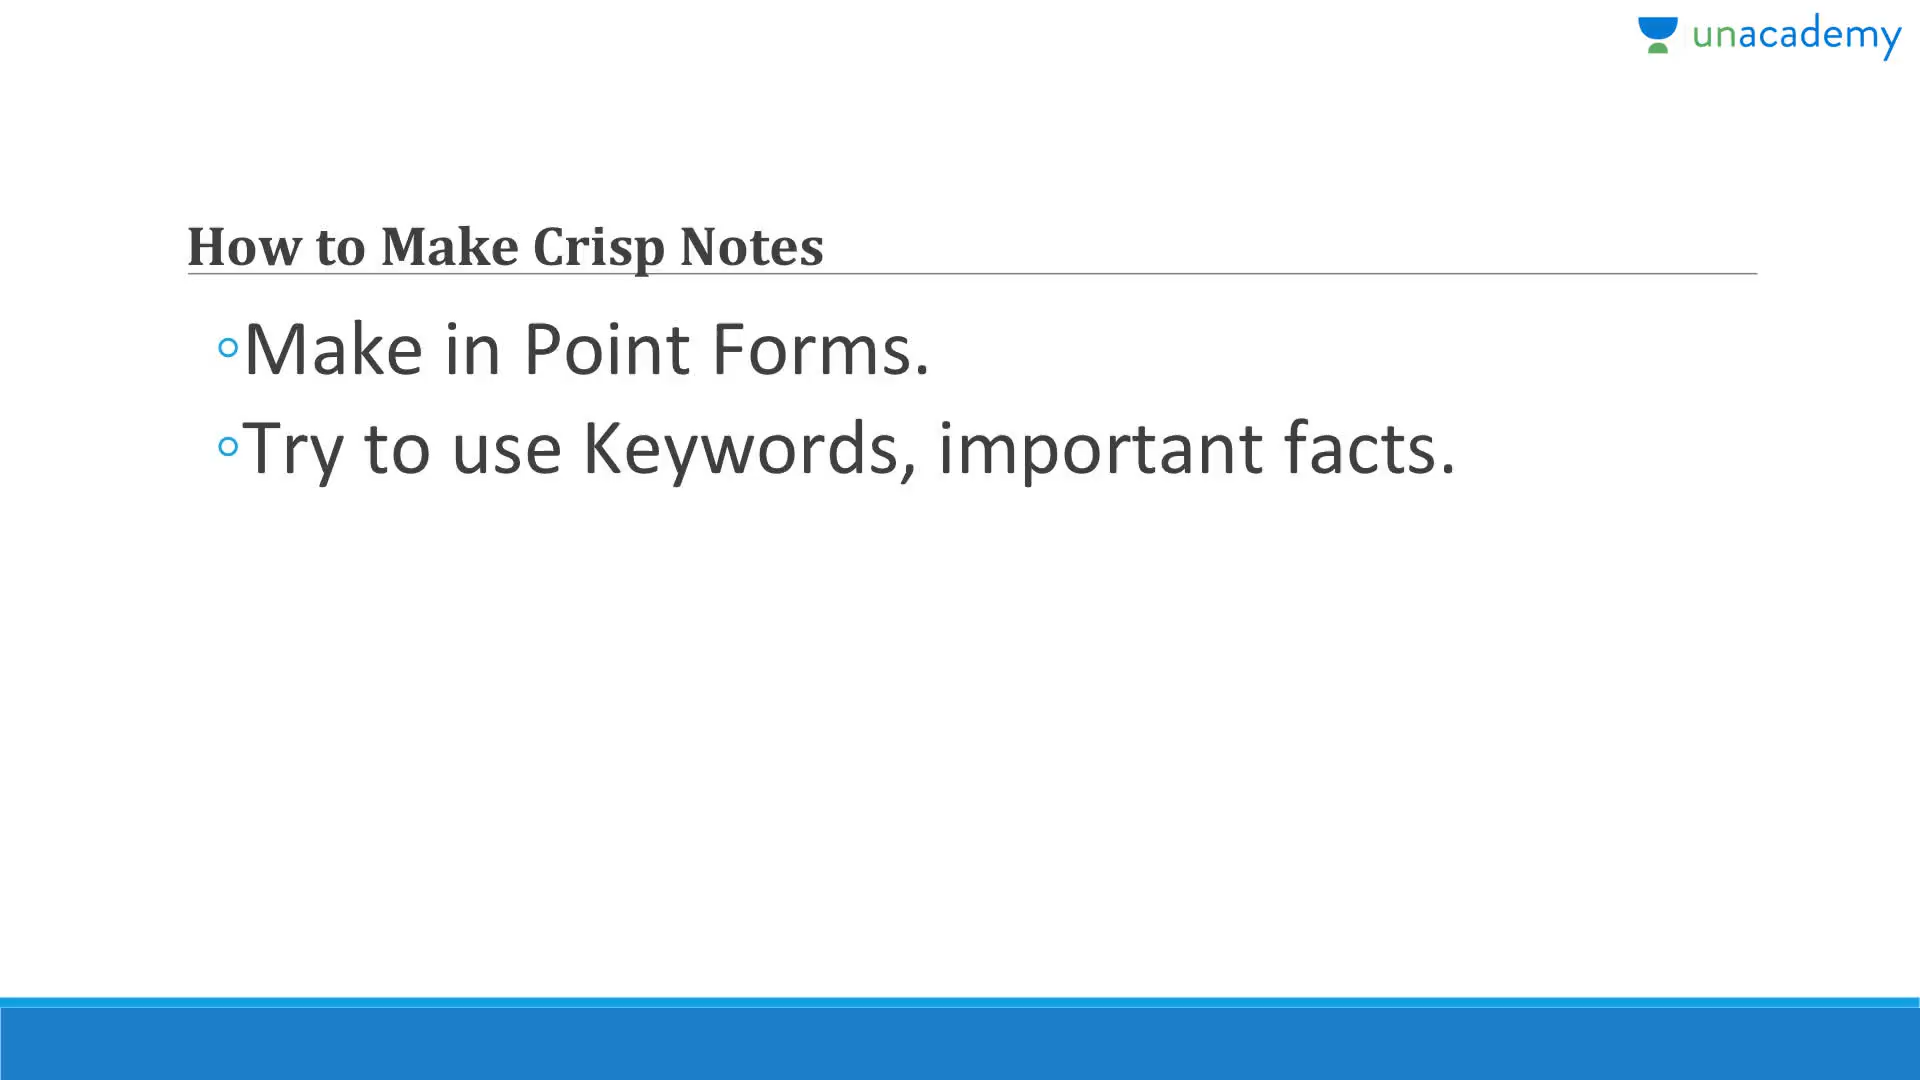 unacademy
How to Make Crisp Notes
◦Make in Point Forms.
◦Try to use Keywords, important facts.